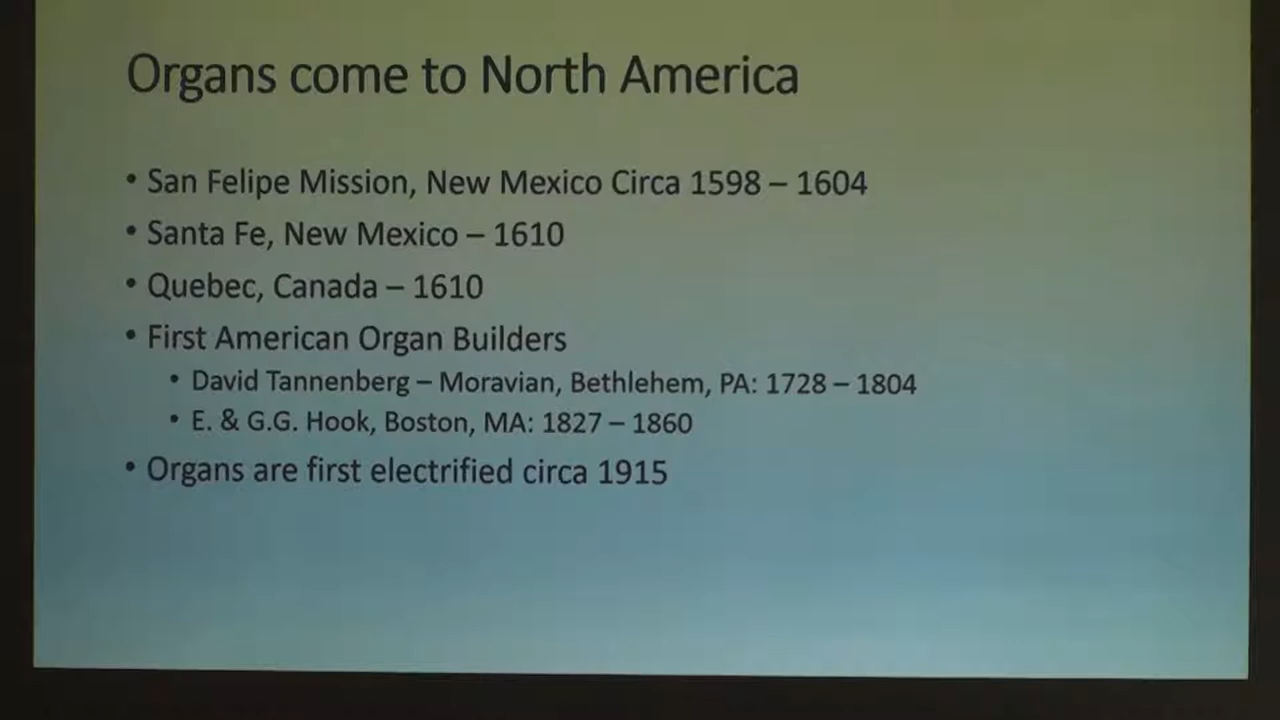 Organs come to North America
• San Felipe Mission, New Mexico Circa 1598 – 1604
• Santa Fe, New Mexico – 1610
• Quebec, Canada – 1610
• First American Organ Builders
• David Tannenberg – Moravian, Bethlehem, PA: 1728 – 1804
• E. & G.G. Hook, Boston, MA: 1827 – 1860
• Organs are first electrified circa 1915